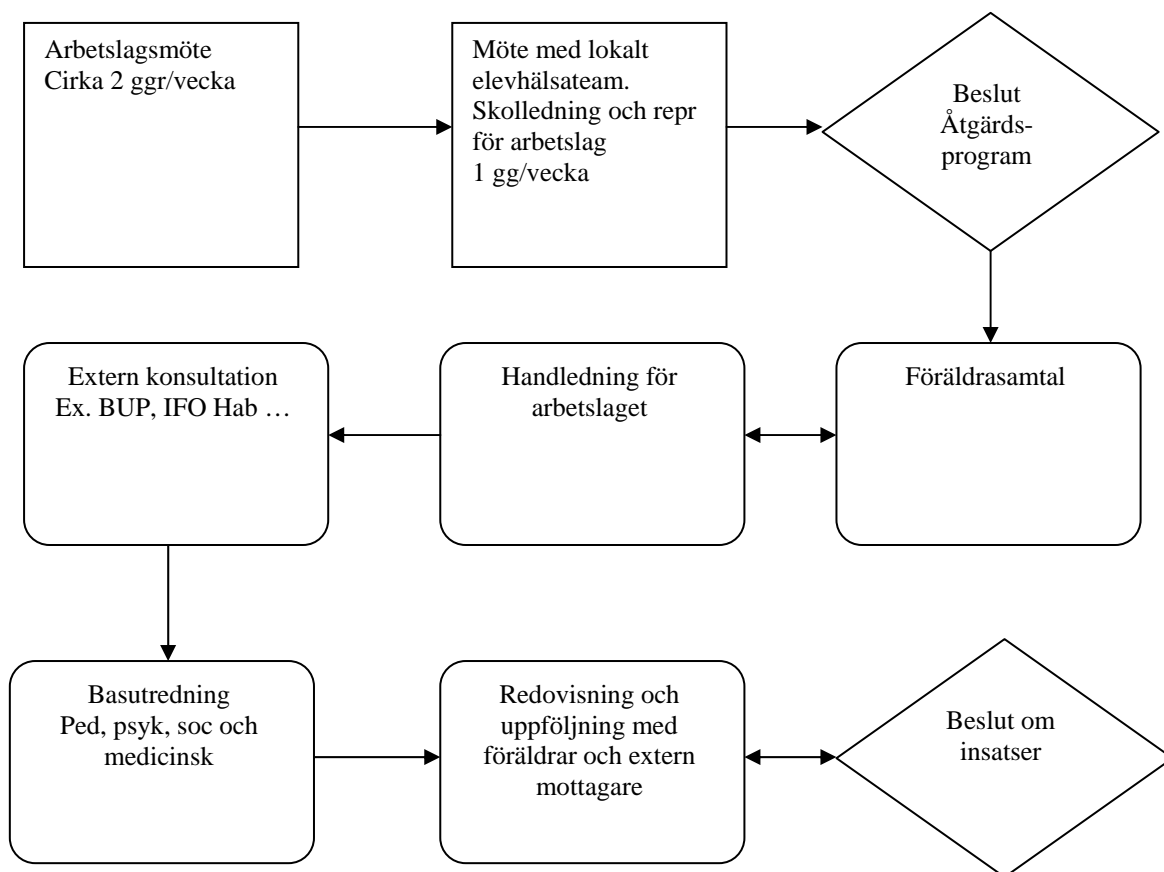 Arbetslagsmöte
Cirka 2 ggr/vecka
Möte med lokalt
elevhälsateam.
Skolledning och repr
för arbetslag
1 gg/vecka
Beslut
Åtgärds-
program
Extern konsultation
Ex. BUP, IFO Hab …
Handledning för
arbetslaget
Föräldrasamtal
Basutredning
Ped, psyk, soc och
medicinsk
Redovisning och
uppföljning med
föräldrar och extern
mottagare
Beslut om
insatser